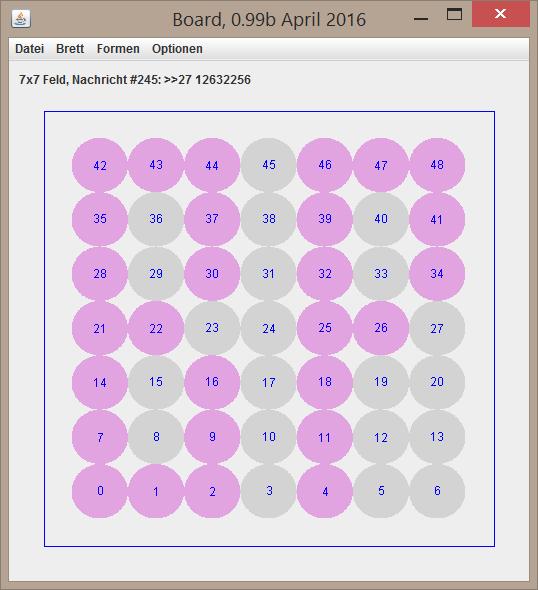 Board, 0.99b April 2016
Datei Brett Formen Optionen
7x7 Feld, Nachricht #245: >>27 12632256
42 43 44 45 46 47 48
35 36 37 38 39 40 41
28 29 30 31 32 33 34
21 22 23 24 25 26 27
14 15 16 17 18 19 20
7 8 9 10 11 12 13
0 1 2 3 4 5 6